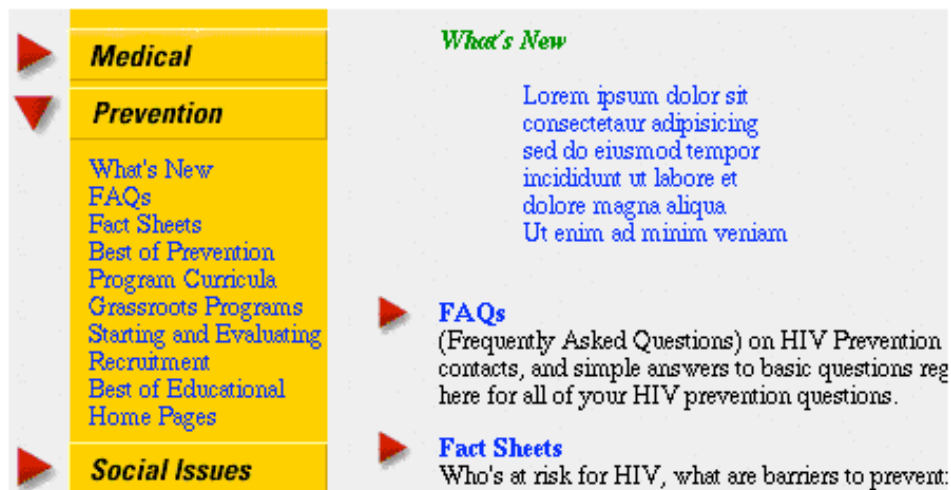 Medical
Prevention
What's New
FAQs
Fact Sheets
Best of Prevention
Program Curricula
Grassroots Programs
Starting and Evaluating
Recruitment
Best of Educational
Home Pages
Social Issues
What's New
Lorem ipsum dolor sit
consectetaur adipisicing
sed do eiusmod tempor
incididunt ut labore et
dolore magna aliqua
Ut enim ad minim veniam
FAQs
(Frequently Asked Questions) on HIV Prevention
contacts, and simple answers to basic questions
here for all of your HIV prevention questions.
Fact Sheets
Who's at risk for HIV, what are barriers to